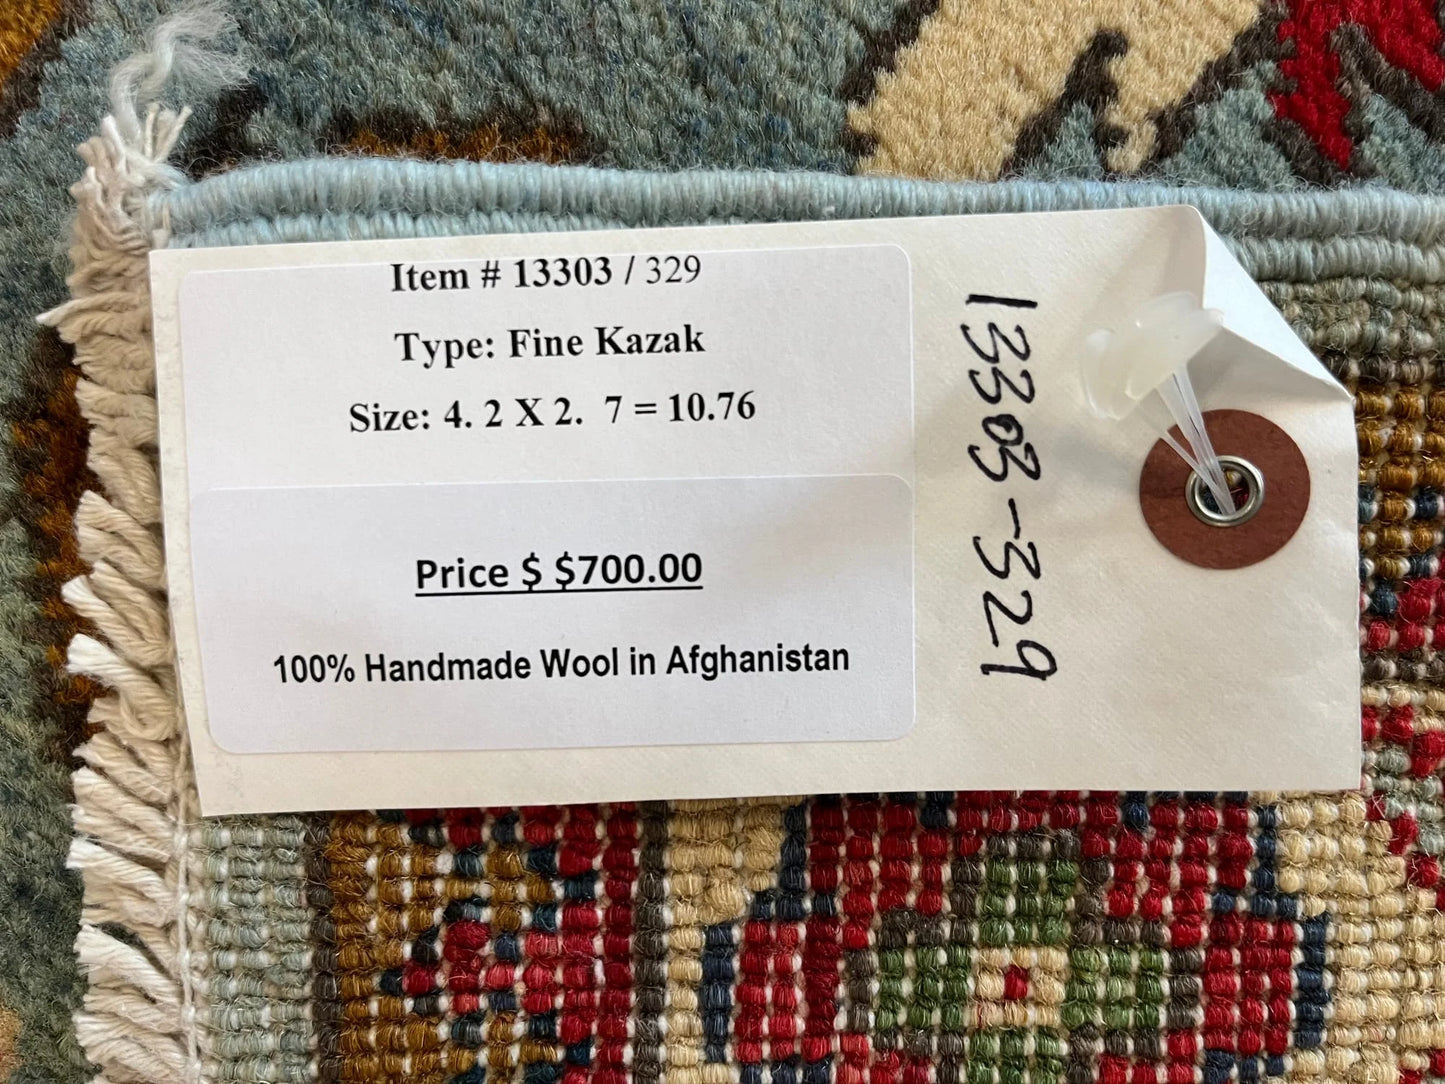 Item # 13303 / 329
Type: Fine Kazak
Size: 4. 2 X 2.  7 = 10.76
Price $ $700.00
100% Handmade Wool in Afghanistan
13303-329